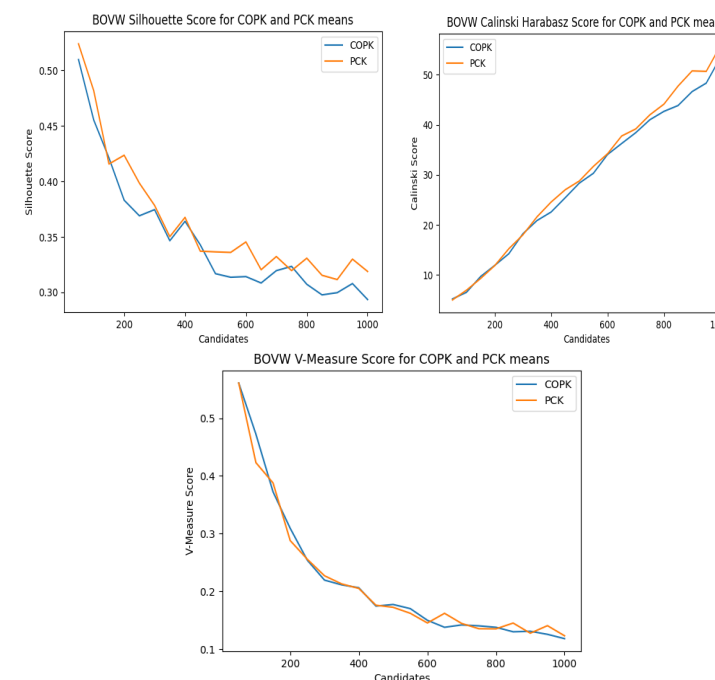 BOVW Silhouette Score for COPK and PCK means
COPK
PCK
0.50
0.45
0.40
0.35
0.30
Silhouette Score
200
400
600
800
1000
Candidates
BOVW Calinski Harabasz Score for COPK and PCK mea
COPK
PCK
50
40
30
20
10
Calinski Score
200
400
600
800
1
Candidates
BOVW V-Measure Score for COPK and PCK means
COPK
PCK
0.5
0.4
0.3
0.2
0.1
V-Measure Score
200
400
600
800
1000
Candidates